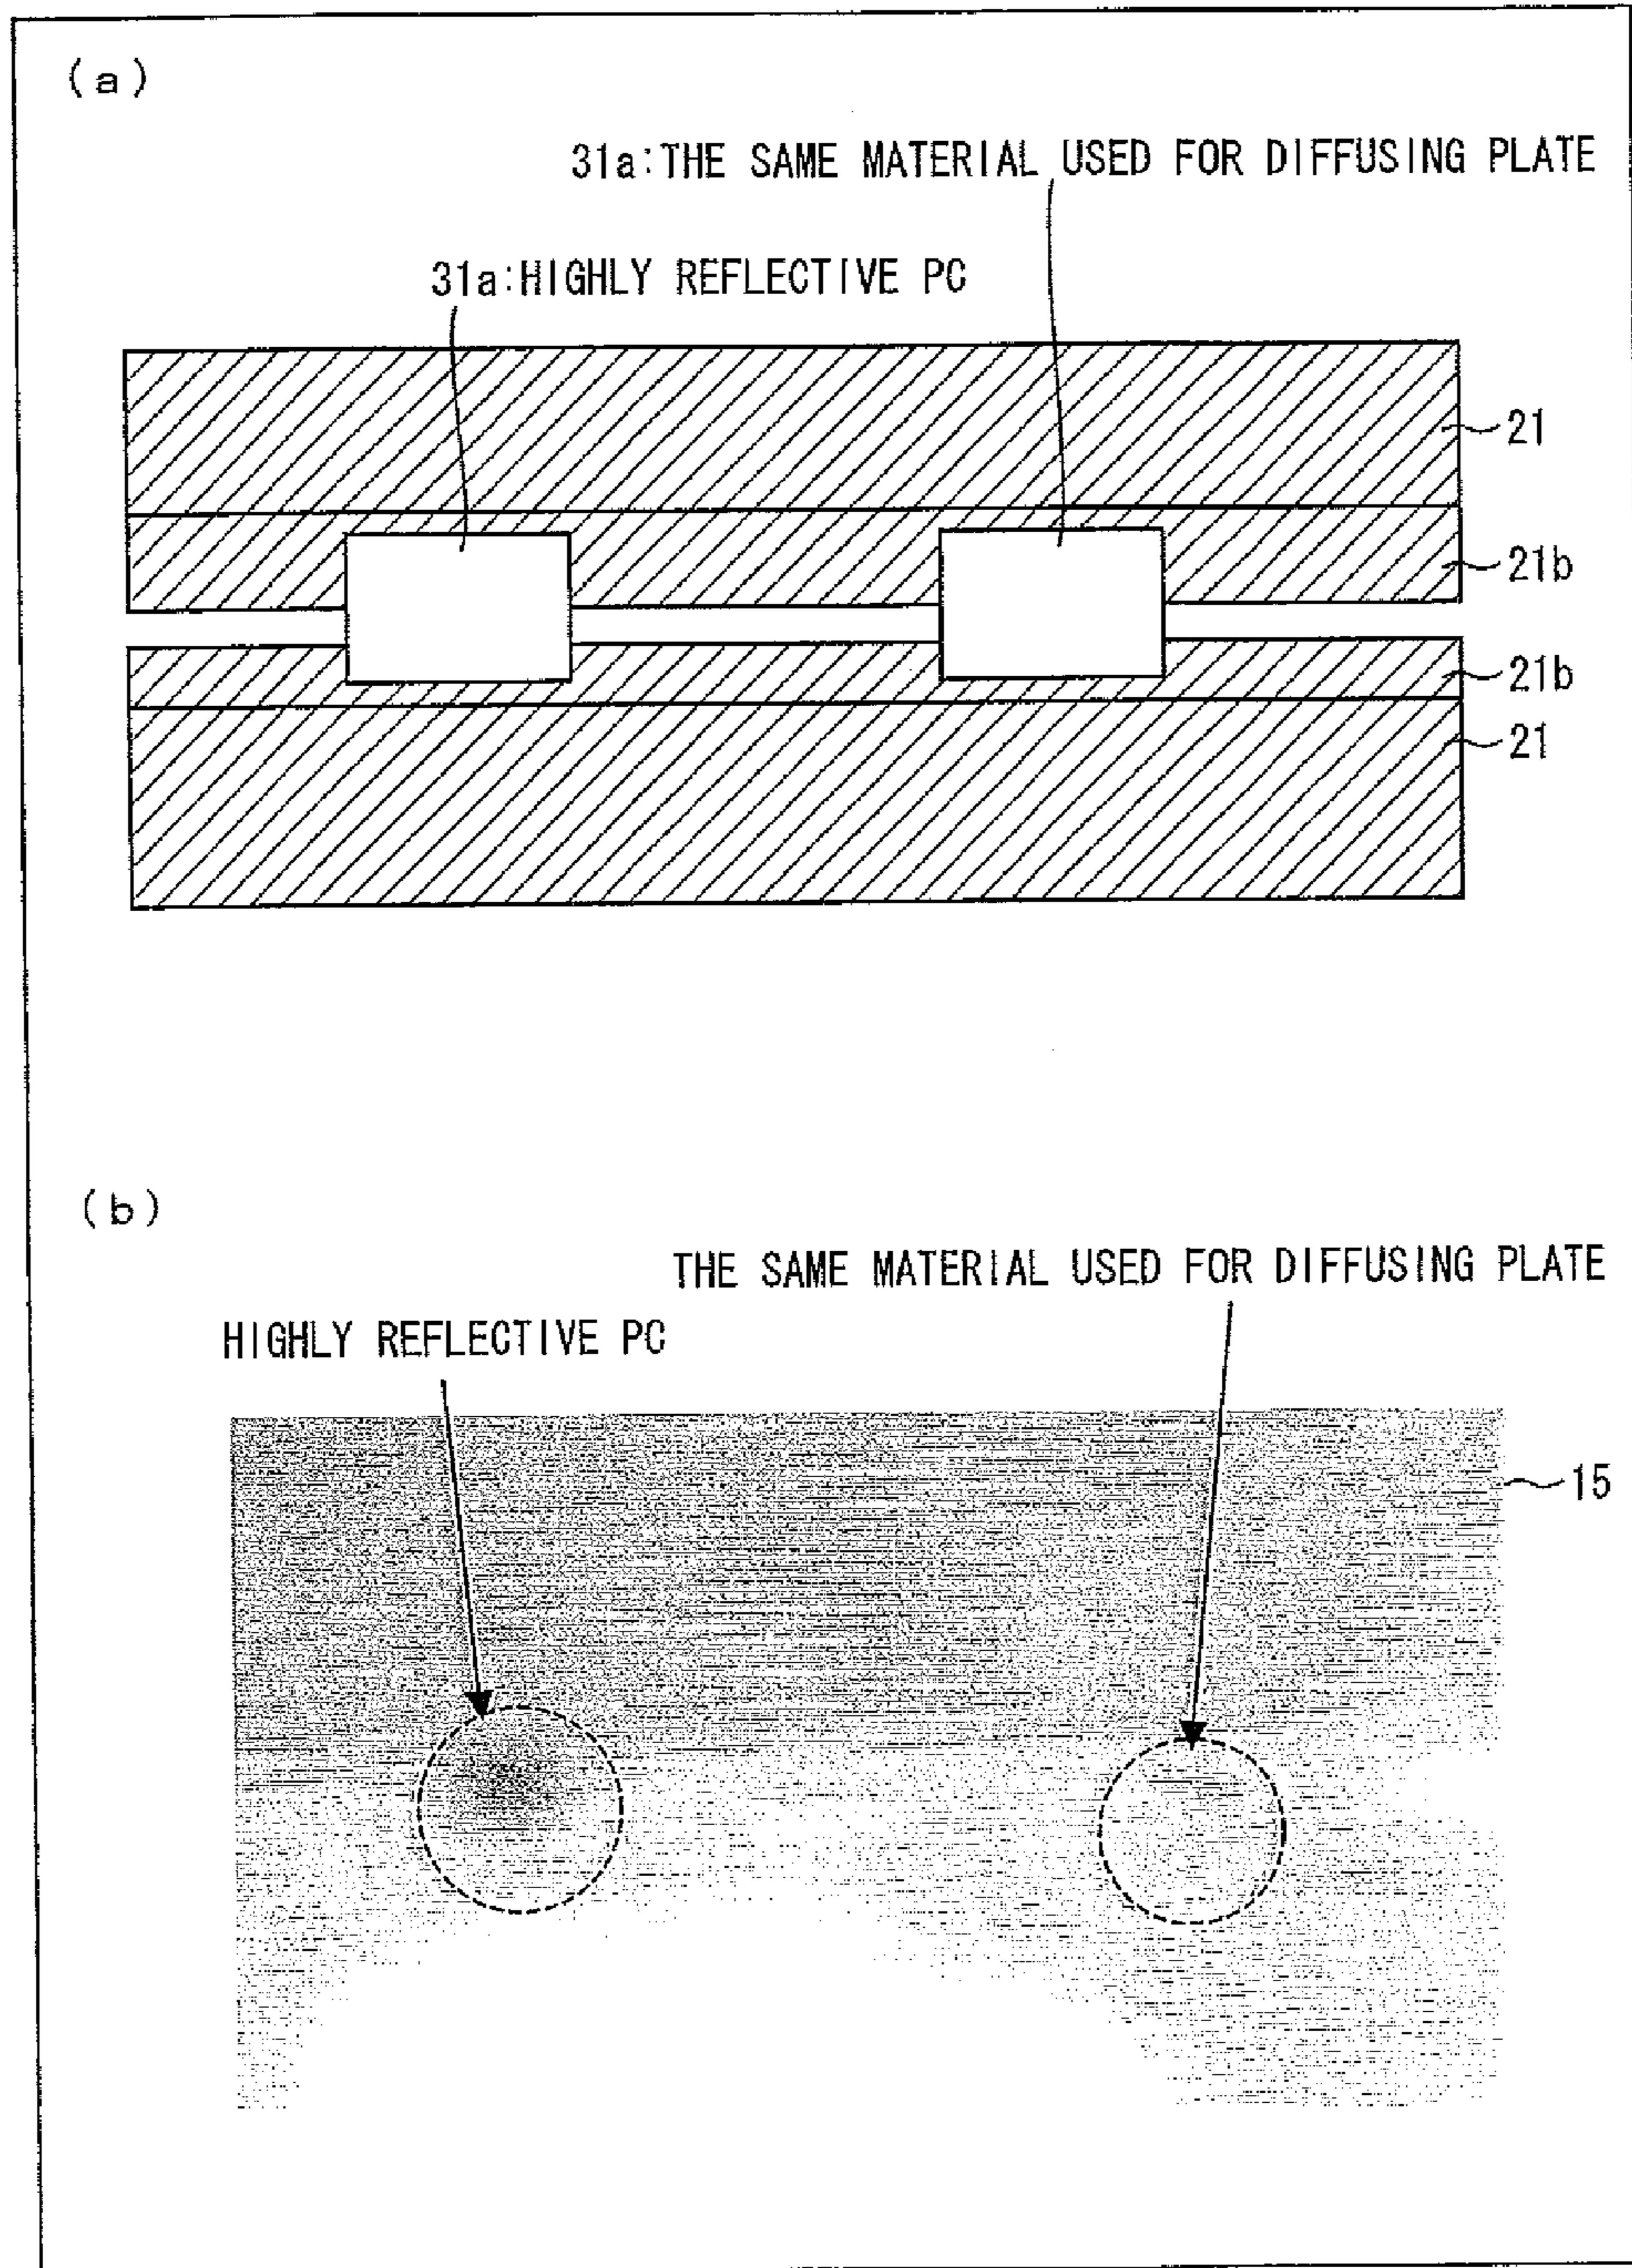 (a)
31a:THE SAME MATERIAL USED FOR DIFFUSING PLATE
31a:HIGHLY REFLECTIVE PC
21
21b
21b
21
(b)
THE SAME MATERIAL USED FOR DIFFUSING PLATE
HIGHLY REFLECTIVE PC
15